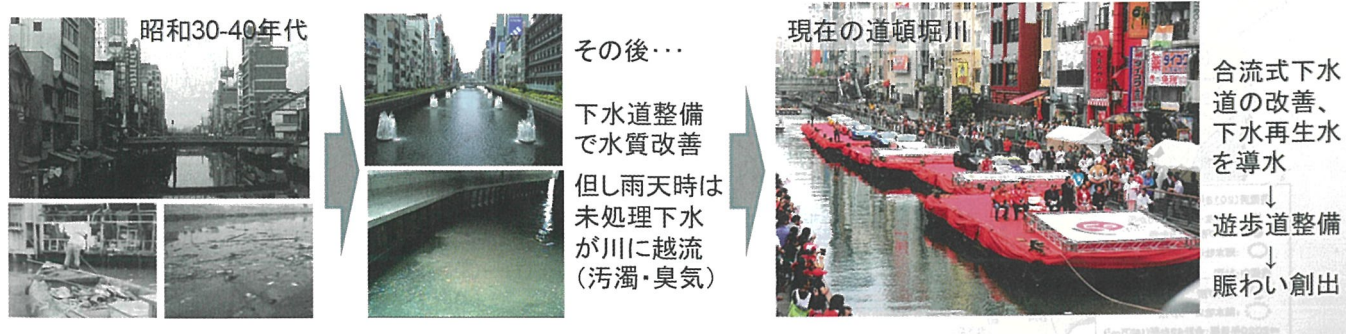 昭和30-40年代
その後･･･
下水道整備
で水質改善
但し雨天時は
未処理下水
が川に越流
（汚濁・臭気）
現在の道頓堀川
合流式下水
道の改善、
下水再生水
を導水
↓
遊歩道整備
↓
賑わい創出